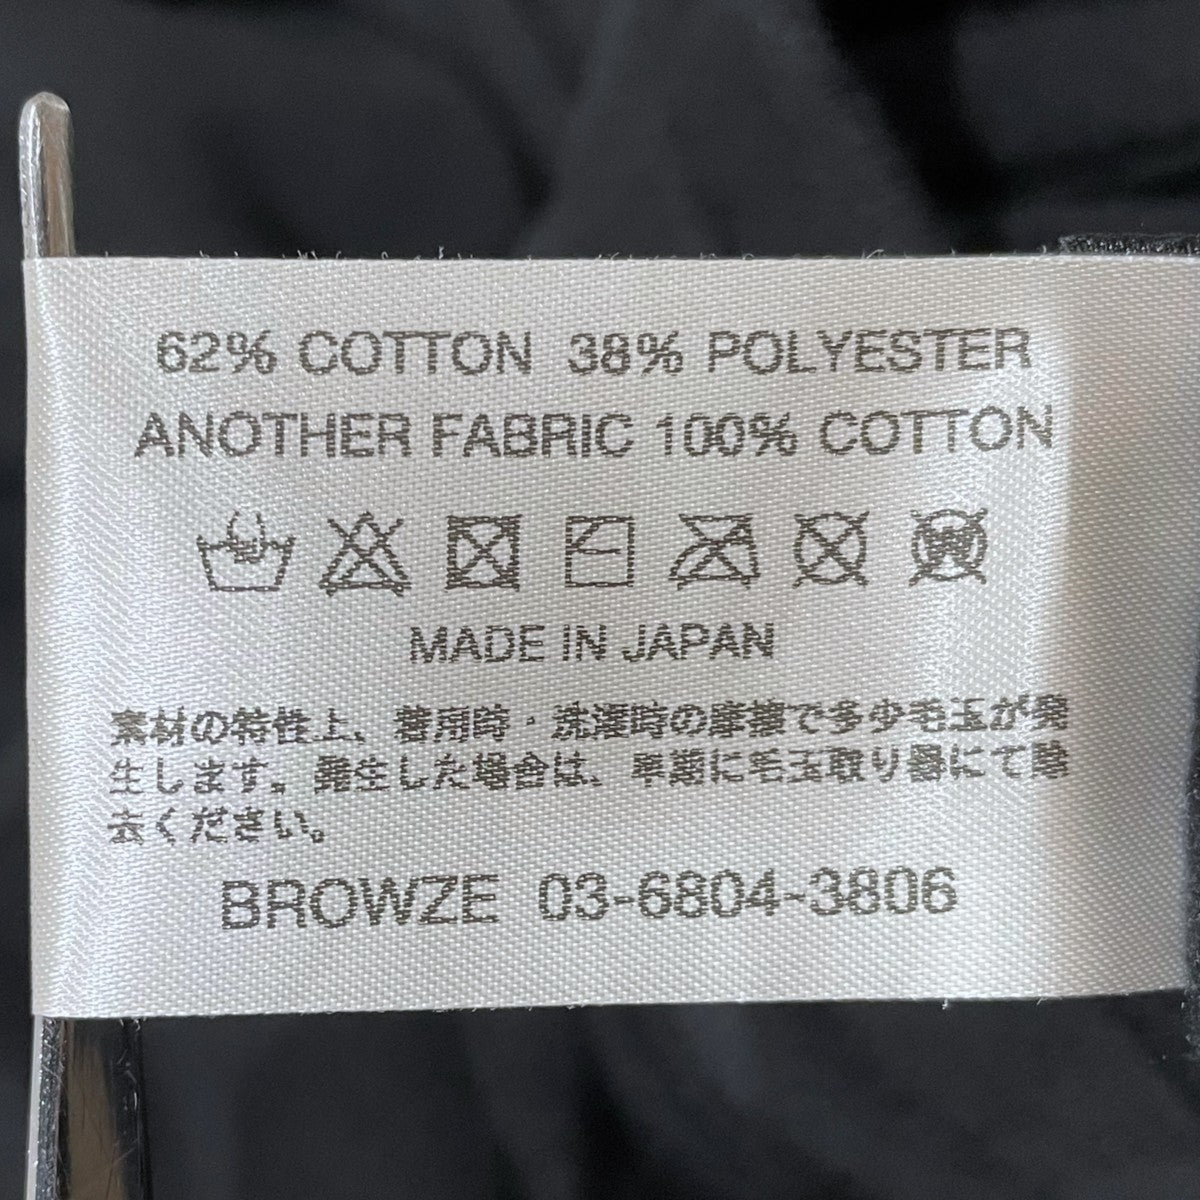 62% COTTON 38% POLYESTER
ANOTHER FABRIC 100% COTTON
MADE IN JAPAN
素材の特性上、着用時・洗濯時の摩擦で多少毛玉が発
生します。発生した場合は、早期に毛玉取り器にて除
去ください。
BROWZE 03-6804-3806